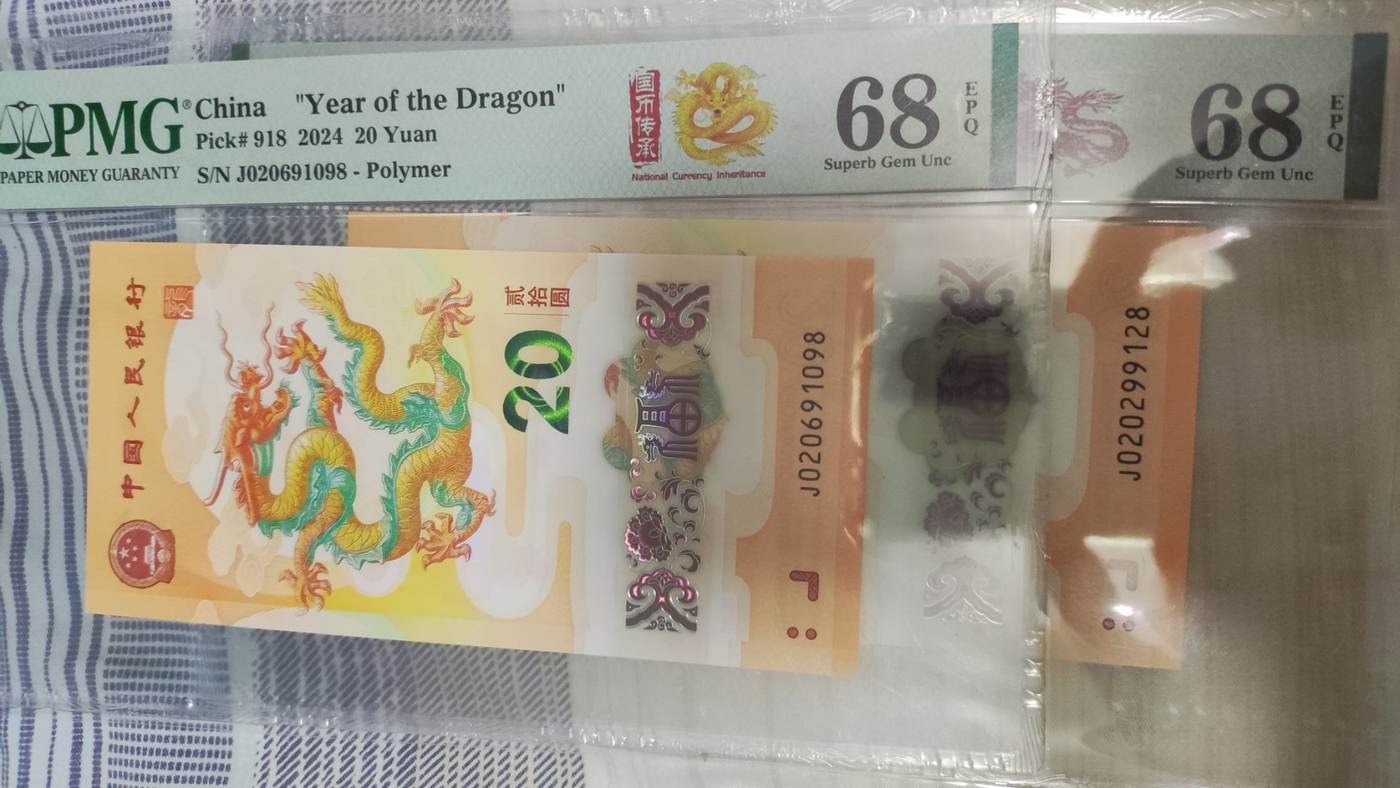 PMG®
PAPER MONEY GUARANTY
China "Year of the Dragon"
Pick# 918 2024 20 Yuan
S/N J020691098 - Polymer
国币传承
National Currency Inheritance
68
EPQ
Superb Gem Unc
68
EPQ
Superb Gem Unc
中国人民银行
贰拾圆
20
J020691098
J020299128